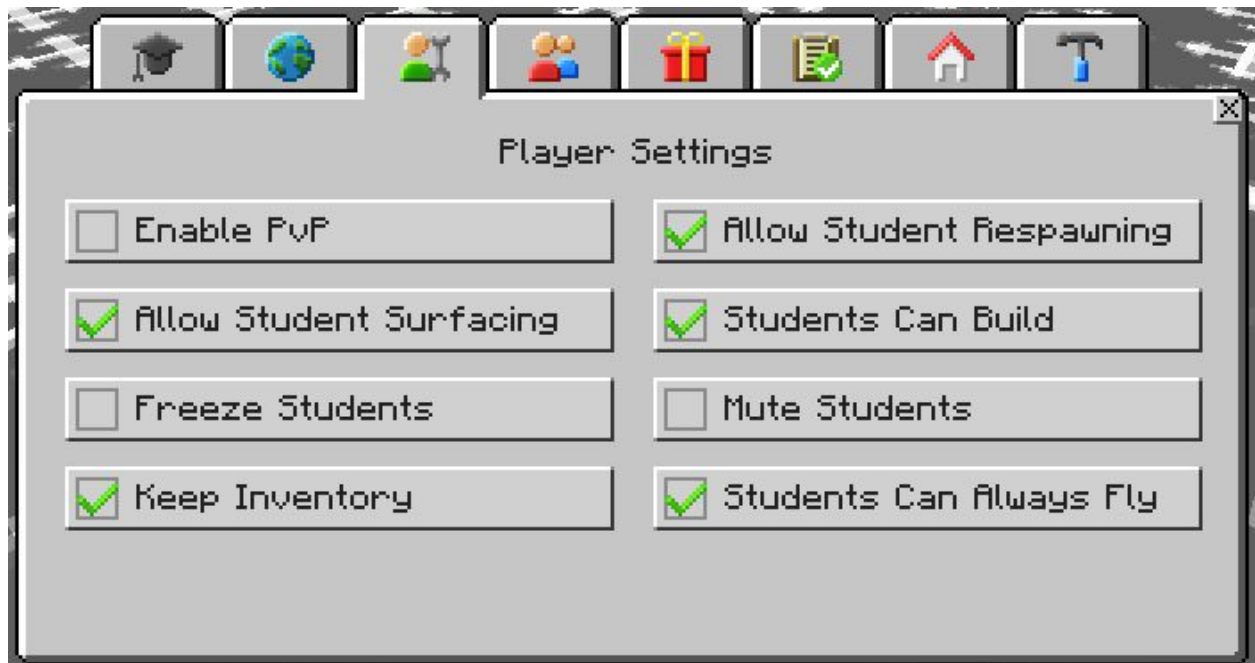 Player Settings
Enable PvP
Allow Student Respawning
Allow Student Surfacing
Students Can Build
Freeze Students
Mute Students
Keep Inventory
Students Can Always Fly